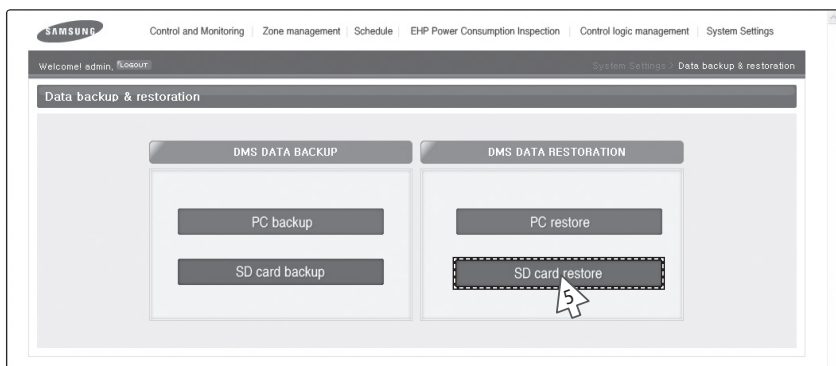 SAMSUNG Control and Monitoring Zone management Schedule EHP Power Consumption Inspection Control logic management System Settings
Welcome! admin, LOGOUT System Settings > Data backup & restoration
Data backup & restoration
DMS DATA BACKUP
PC backup
SD card backup
DMS DATA RESTORATION
PC restore
SD card restore
5